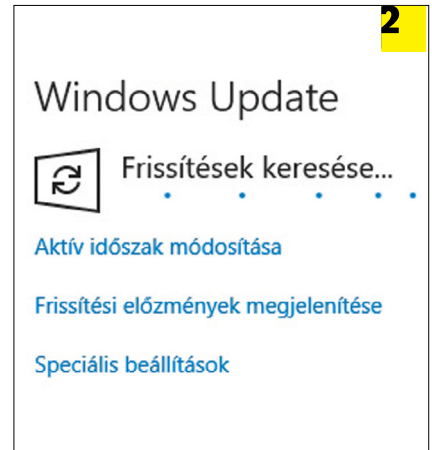 2
Windows Update
Frissítések keresése...
Aktív időszak módosítása
Frissítési előzmények megjelenítése
Speciális beállítások